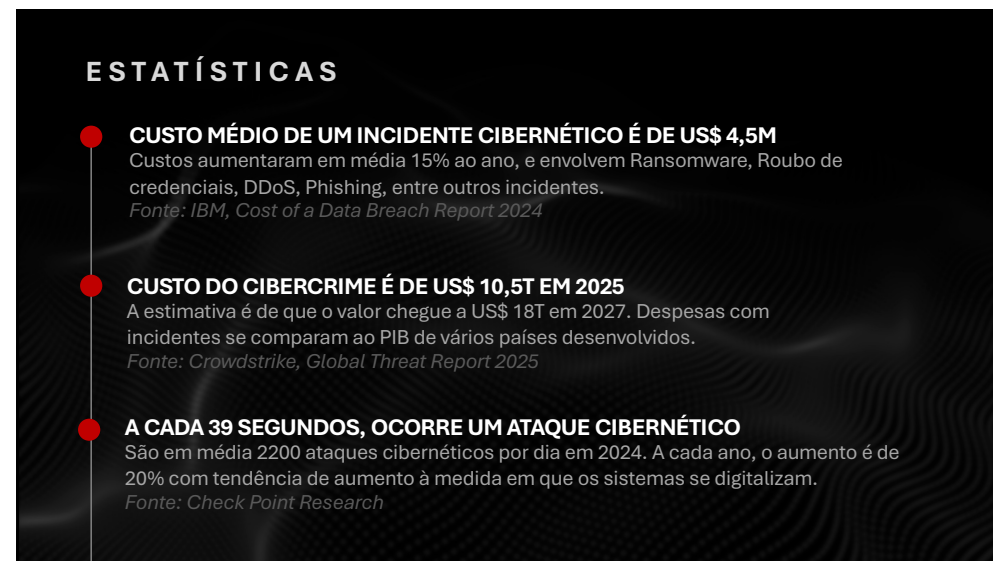 ESTATÍSTICAS
CUSTO MÉDIO DE UM INCIDENTE CIBERNÉTICO É DE US$ 4,5M
Custos aumentaram em média 15% ao ano, e envolvem Ransomware, Roubo de
credenciais, DDoS, Phishing, entre outros incidentes.
Fonte: IBM, Cost of a Data Breach Report 2024
CUSTO DO CIBERCRIME É DE US$ 10,5T EM 2025
A estimativa é de que o valor chegue a US$ 18T em 2027. Despesas com
incidentes se comparam ao PIB de vários países desenvolvidos.
Fonte: Crowdstrike, Global Threat Report 2025
A CADA 39 SEGUNDOS, OCORRE UM ATAQUE CIBERNÉTICO
São em média 2200 ataques cibernéticos por dia em 2024. A cada ano, o aumento é de
20% com tendência de aumento à medida em que os sistemas se digitalizam.
Fonte: Check Point Research